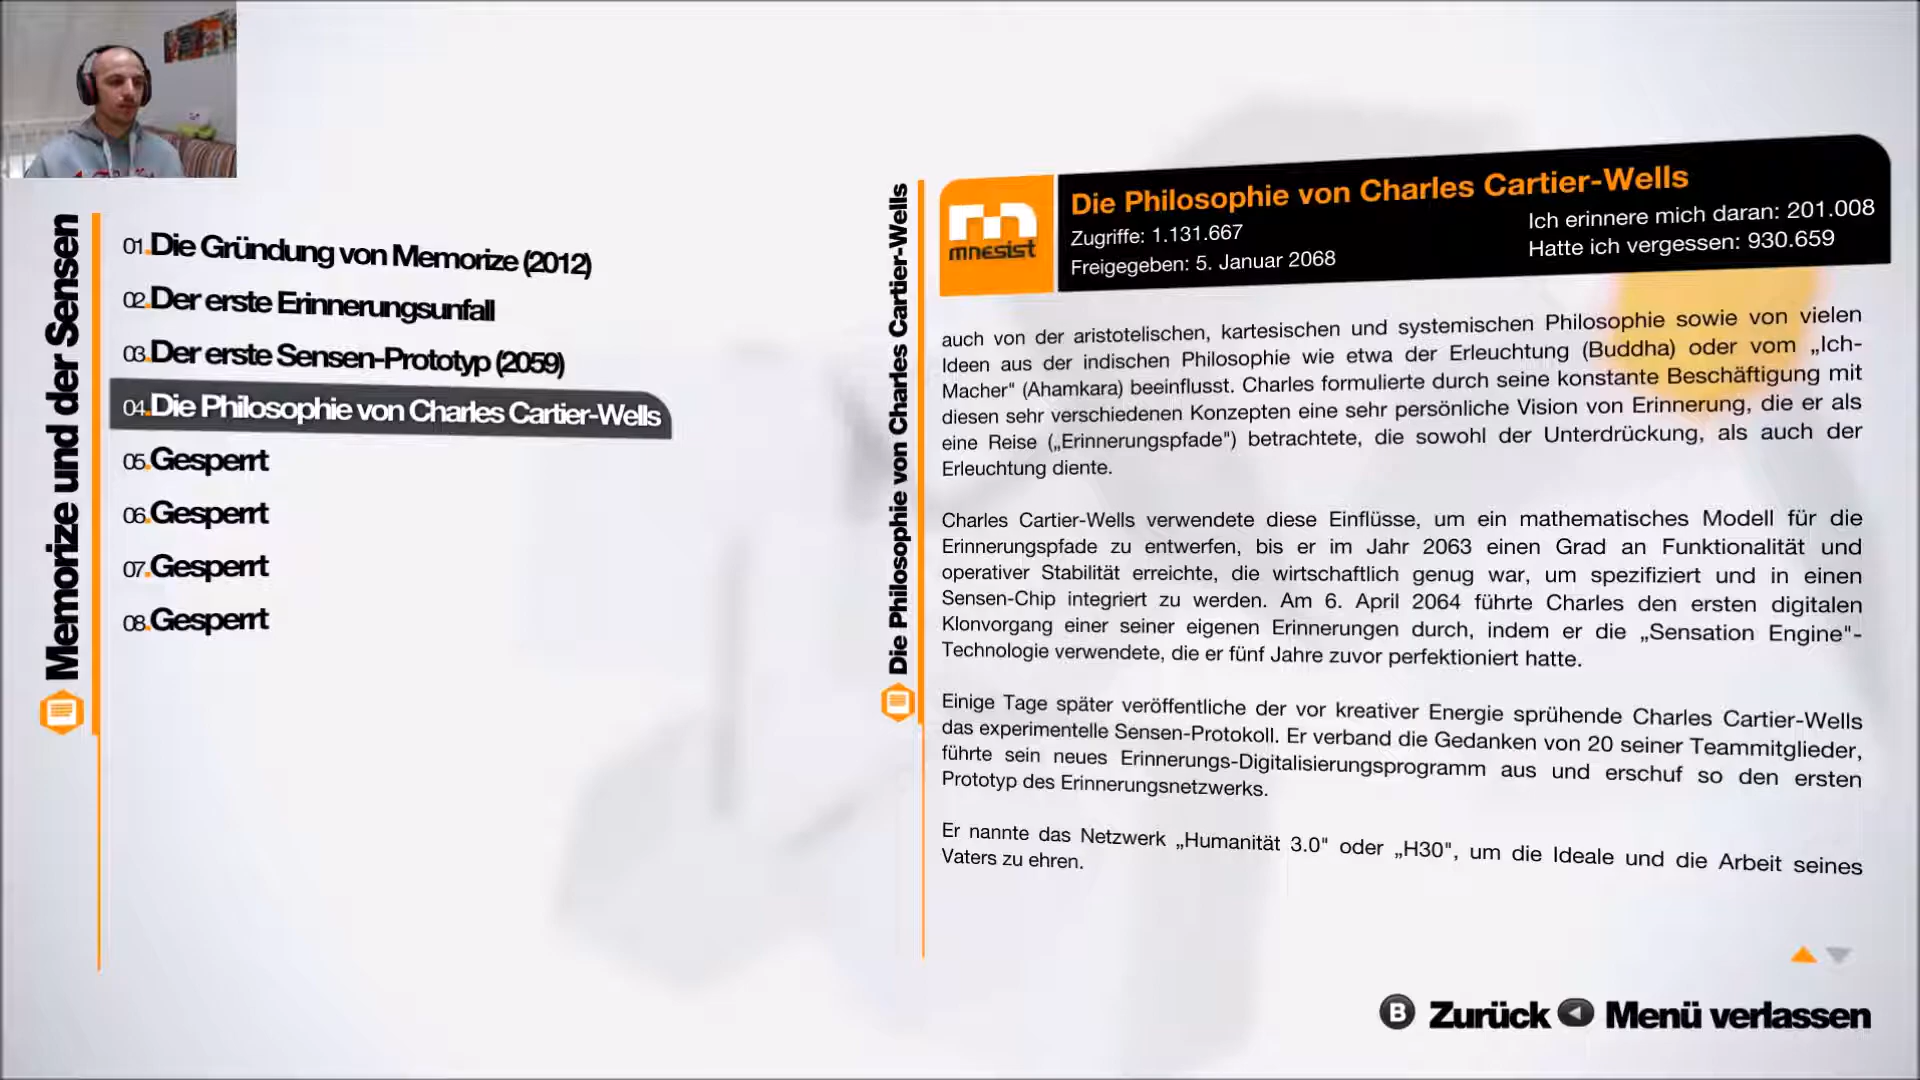 Memorize und der Sensen
01.Die Gründung von Memorize (2012)
02.Der erste Erinnerungsunfall
03.Der erste Sensen-Prototyp (2059)
04.Die Philosophie von Charles Cartier-Wells
05.Gesperrt
06.Gesperrt
07.Gesperrt
08.Gesperrt
Die Philosophie von Charles Cartier-Wells
mnesist
Die Philosophie von Charles Cartier-Wells
Zugriffe: 1.131.667
Freigegeben: 5. Januar 2068
Ich erinnere mich daran: 201.008
Hatte ich vergessen: 930.659
auch von der aristotelischen, kartesischen und systemischen Philosophie sowie von vielen
Ideen aus der indischen Philosophie wie etwa der Erleuchtung (Buddha) oder vom „Ich-
Macher" (Ahamkara) beeinflusst. Charles formulierte durch seine konstante Beschäftigung mit
diesen sehr verschiedenen Konzepten eine sehr persönliche Vision von Erinnerung, die er als
eine Reise („Erinnerungspfade") betrachtete, die sowohl der Unterdrückung, als auch der
Erleuchtung diente.
Charles Cartier-Wells verwendete diese Einflüsse, um ein mathematisches Modell für die
Erinnerungspfade zu entwerfen, bis er im Jahr 2063 einen Grad an Funktionalität und
operativer Stabilität erreichte, die wirtschaftlich genug war, um spezifiziert und in einen
Sensen-Chip integriert zu werden. Am 6. April 2064 führte Charles den ersten digitalen
Klonvorgang einer seiner eigenen Erinnerungen durch, indem er die „Sensation Engine"-
Technologie verwendete, die er fünf Jahre zuvor perfektioniert hatte.
Einige Tage später veröffentliche der vor kreativer Energie sprühende Charles Cartier-Wells
das experimentelle Sensen-Protokoll. Er verband die Gedanken von 20 seiner Teammitglieder,
führte sein neues Erinnerungs-Digitalisierungsprogramm aus und erschuf so den ersten
Prototyp des Erinnerungsnetzwerks.
Er nannte das Netzwerk „Humanität 3.0" oder „H30", um die Ideale und die Arbeit seines
Vaters zu ehren.
B Zurück Menü verlassen